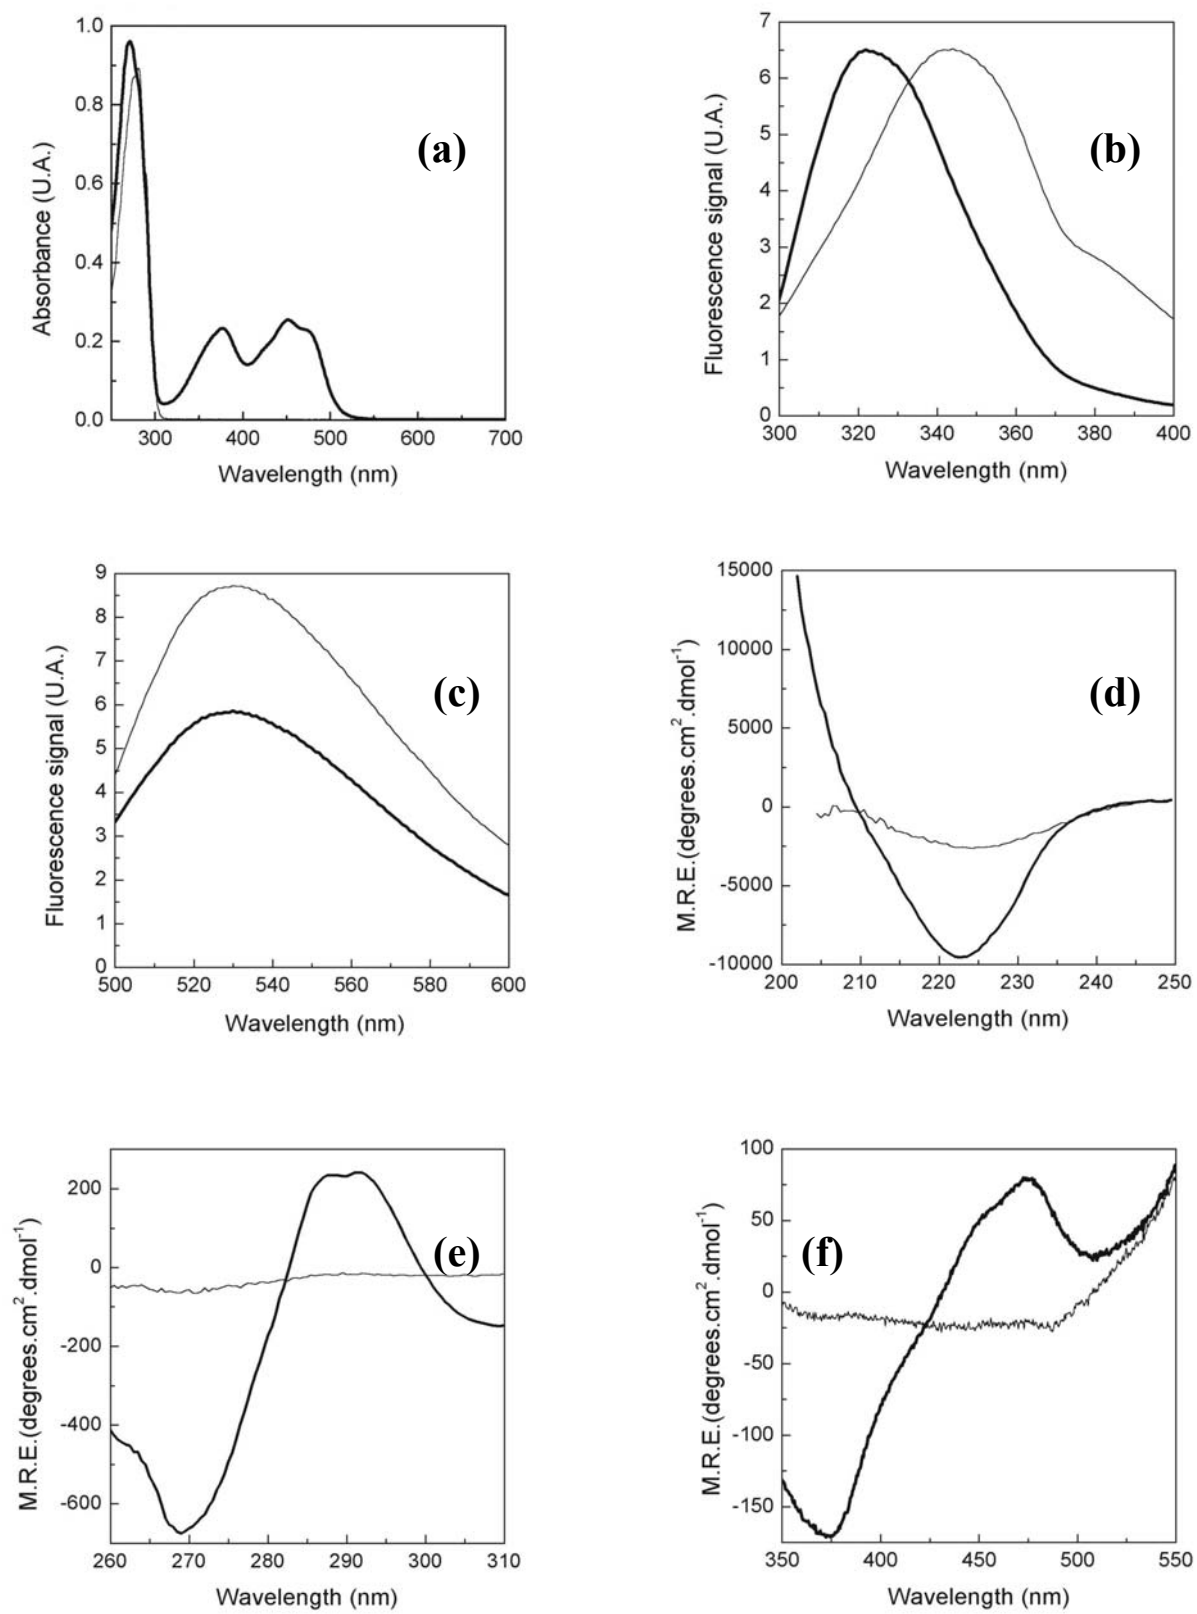 1.0
0.8
0.6
0.4
0.2
0.0
Absorbance (U.A.)
(a)
300 400 500 600 700
Wavelength (nm)
7
6
5
4
3
2
1
0
Fluorescence signal (U.A.)
(b)
300 320 340 360 380 400
Wavelength (nm)
9
8
7
6
5
4
3
2
1
0
Fluorescence signal (U.A.)
(c)
500 520 540 560 580 600
Wavelength (nm)
15000
10000
5000
0
-5000
-10000
M.R.E.(degrees.cm².dmol⁻¹)
(d)
200 210 220 230 240 250
Wavelength (nm)
200
0
-200
-400
-600
M.R.E.(degrees.cm².dmol⁻¹)
(e)
260 270 280 290 300 310
Wavelength (nm)
100
50
0
-50
-100
-150
M.R.E.(degrees.cm².dmol⁻¹)
(f)
350 400 450 500 550
Wavelength (nm)